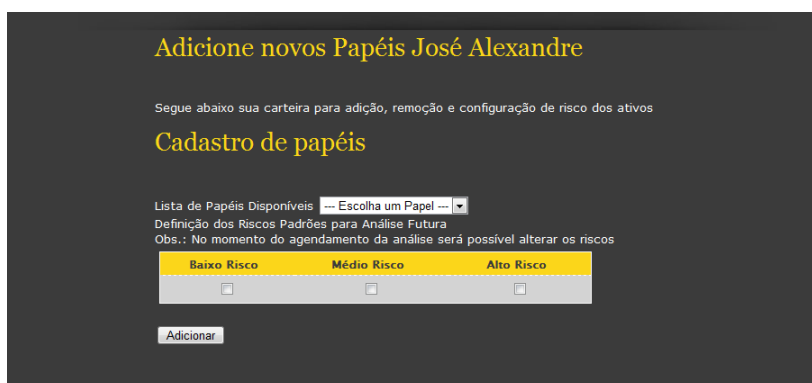 Adicione novos Papéis José Alexandre
Segue abaixo sua carteira para adição, remoção e configuração de risco dos ativos
Cadastro de papéis
Lista de Papéis Disponíveis --- Escolha um Papel ---
Definição dos Riscos Padrões para Análise Futura
Obs.: No momento do agendamento da análise será possível alterar os riscos
Baixo Risco Médio Risco Alto Risco
Adicionar